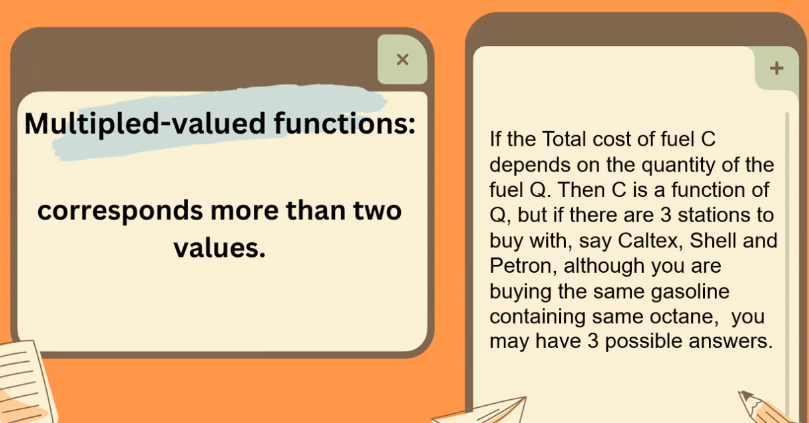 Multipled-valued functions:
corresponds more than two
values.
If the Total cost of fuel C
depends on the quantity of the
fuel Q. Then C is a function of
Q, but if there are 3 stations to
buy with, say Caltex, Shell and
Petron, although you are
buying the same gasoline
containing same octane,  you
may have 3 possible answers.